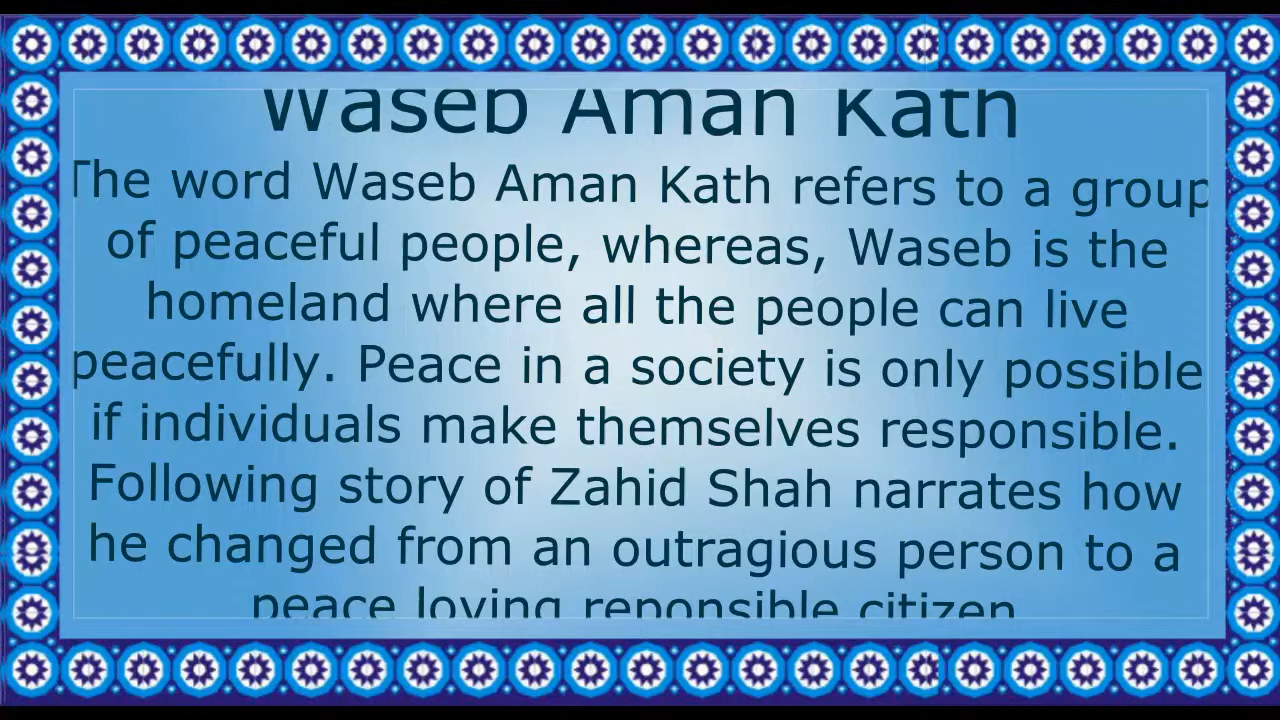 Waseb Aman Kath
The word Waseb Aman Kath refers to a group
of peaceful people, whereas, Waseb is the
homeland where all the people can live
peacefully. Peace in a society is only possible
if individuals make themselves responsible.
Following story of Zahid Shah narrates how
he changed from an outragious person to a
peace loving reponsible citizen